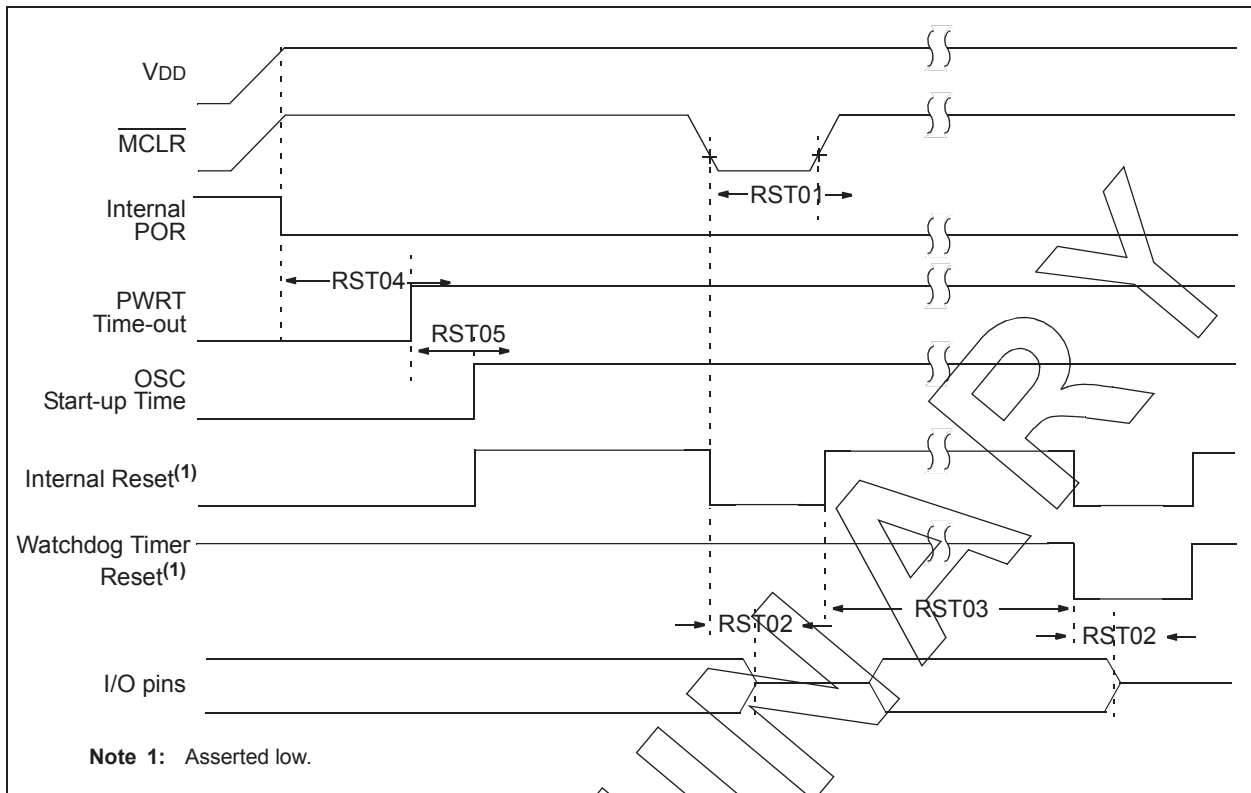 VDD
MCLR
RST01
Internal
POR
RST04
PWRT
Time-out
RST05
OSC
Start-up Time
Internal Reset(1)
Watchdog Timer
Reset(1)
RST03
RST02
RST02
I/O pins
Note 1: Asserted low.
INARY